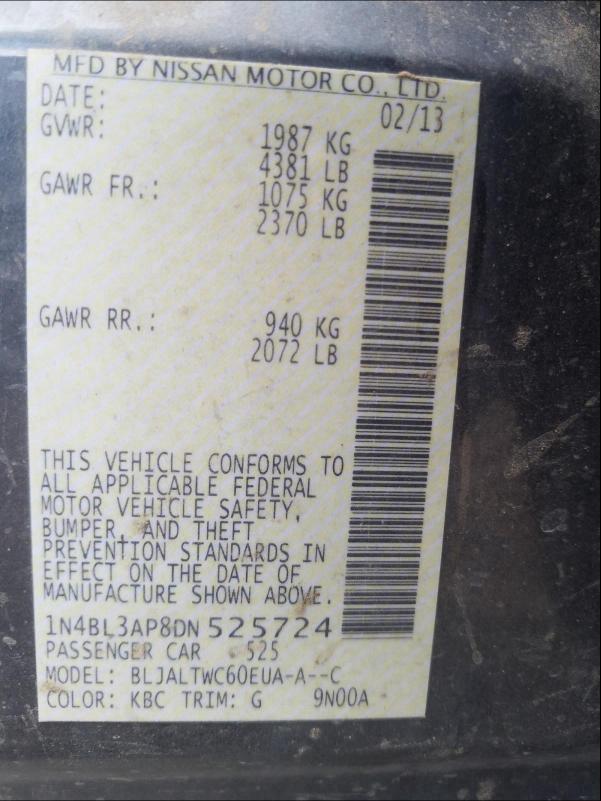 MFD BY NISSAN MOTOR CO., LTD.
DATE: 02/13
GVWR: 1987 KG
4381 LB
GAWR FR.: 1075 KG
2370 LB
GAWR RR.: 940 KG
2072 LB
THIS VEHICLE CONFORMS TO
ALL APPLICABLE FEDERAL
MOTOR VEHICLE SAFETY,
BUMPER, AND THEFT
PREVENTION STANDARDS IN
EFFECT ON THE DATE OF
MANUFACTURE SHOWN ABOVE.
1N4BL3AP8DN525724
PASSENGER CAR 525
MODEL: BLJALTWC60EUA-A--C
COLOR: KBC TRIM: G 9N00A